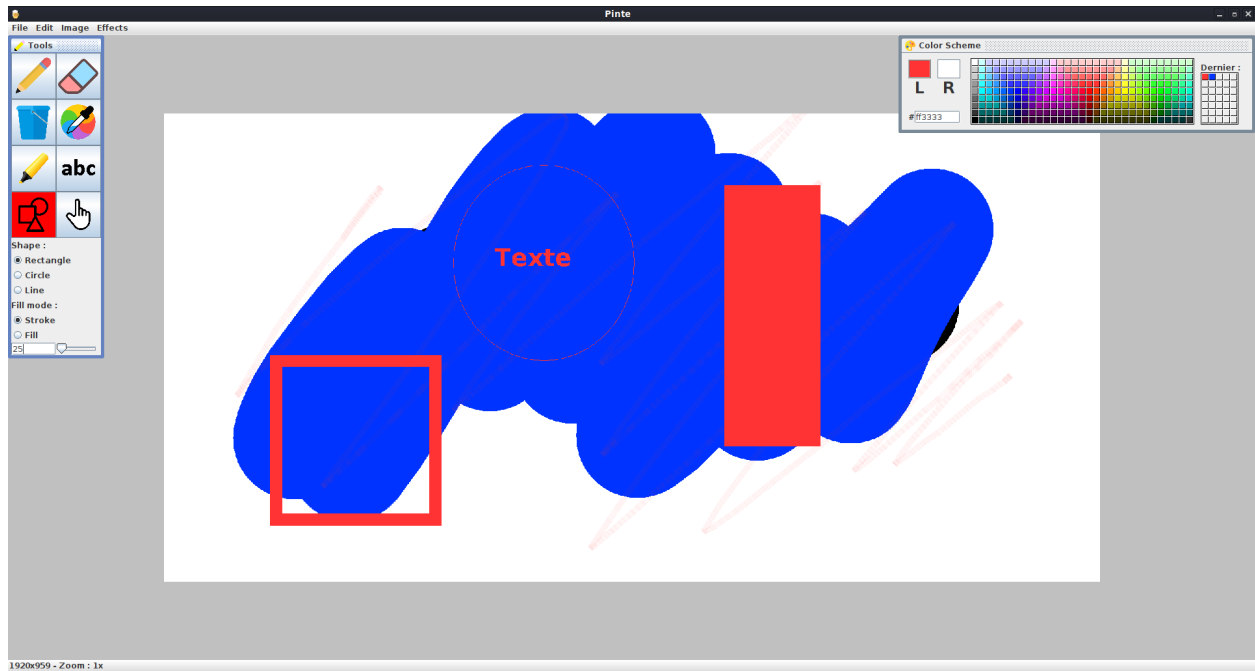 Pinte
File Edit Image Effects
Tools
abc
Shape :
Rectangle
Circle
Line
Fill mode :
Stroke
Fill
25
Color Scheme
L R
#ff3333
Dernier :
Texte
1920x959 - Zoom : 1x